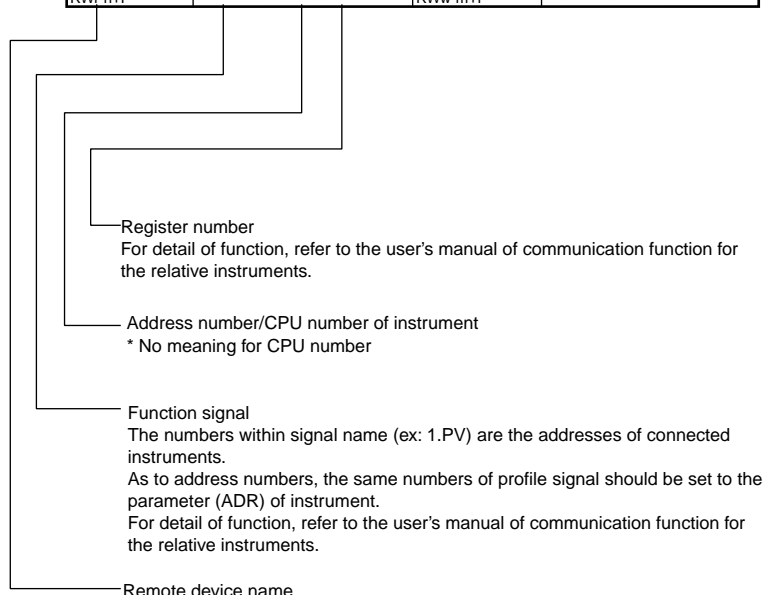 Register number
For detail of function, refer to the user's manual of communication function for
the relative instruments.
Address number/CPU number of instrument
* No meaning for CPU number
Function signal
The numbers within signal name (ex: 1.PV) are the addresses of connected
instruments.
As to address numbers, the same numbers of profile signal should be set to the
parameter (ADR) of instrument.
For detail of function, refer to the user's manual of communication function for
the relative instruments.
Remote device name